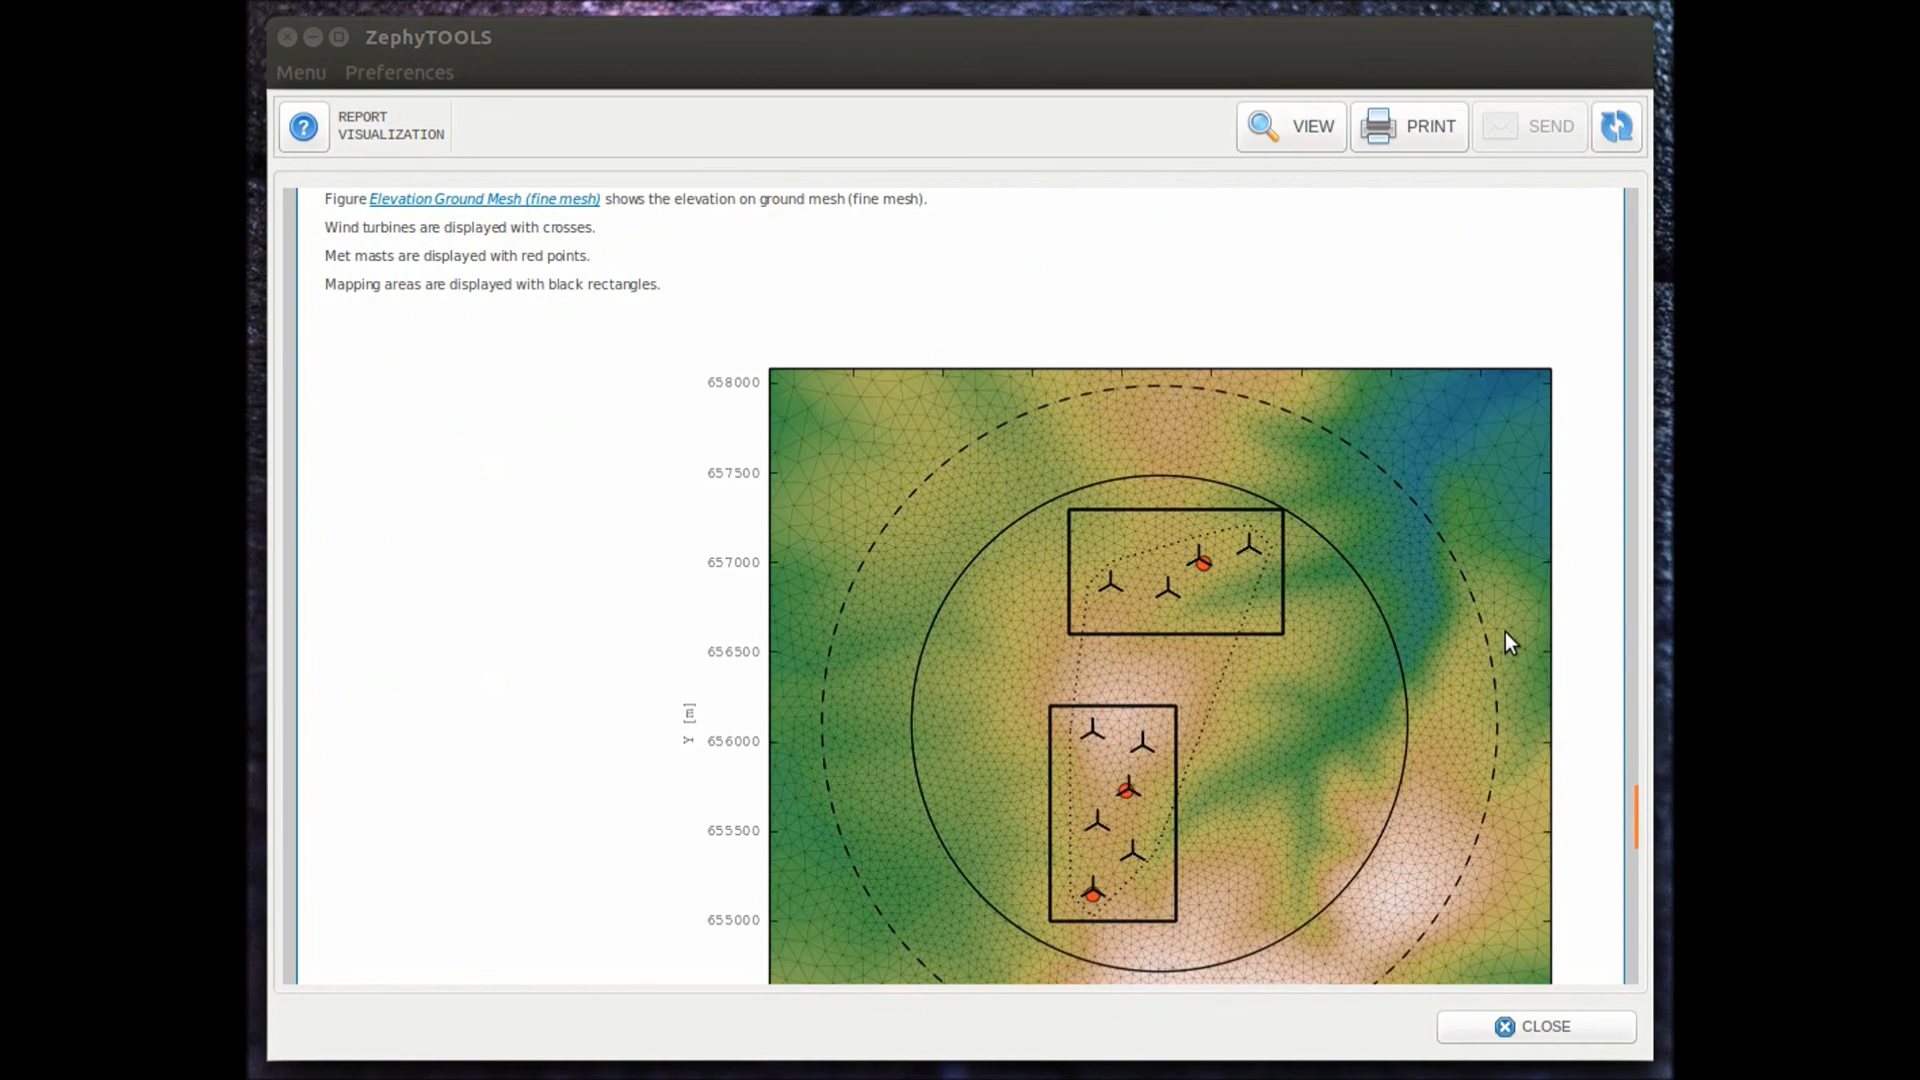 ZephyTOOLS
Menu Preferences
REPORT
VISUALIZATION
VIEW
PRINT
SEND
Figure Elevation Ground Mesh (fine mesh) shows the elevation on ground mesh (fine mesh).
Wind turbines are displayed with crosses.
Met masts are displayed with red points.
Mapping areas are displayed with black rectangles.
658000
657500
657000
656500
Y [m]
656000
655500
655000
CLOSE